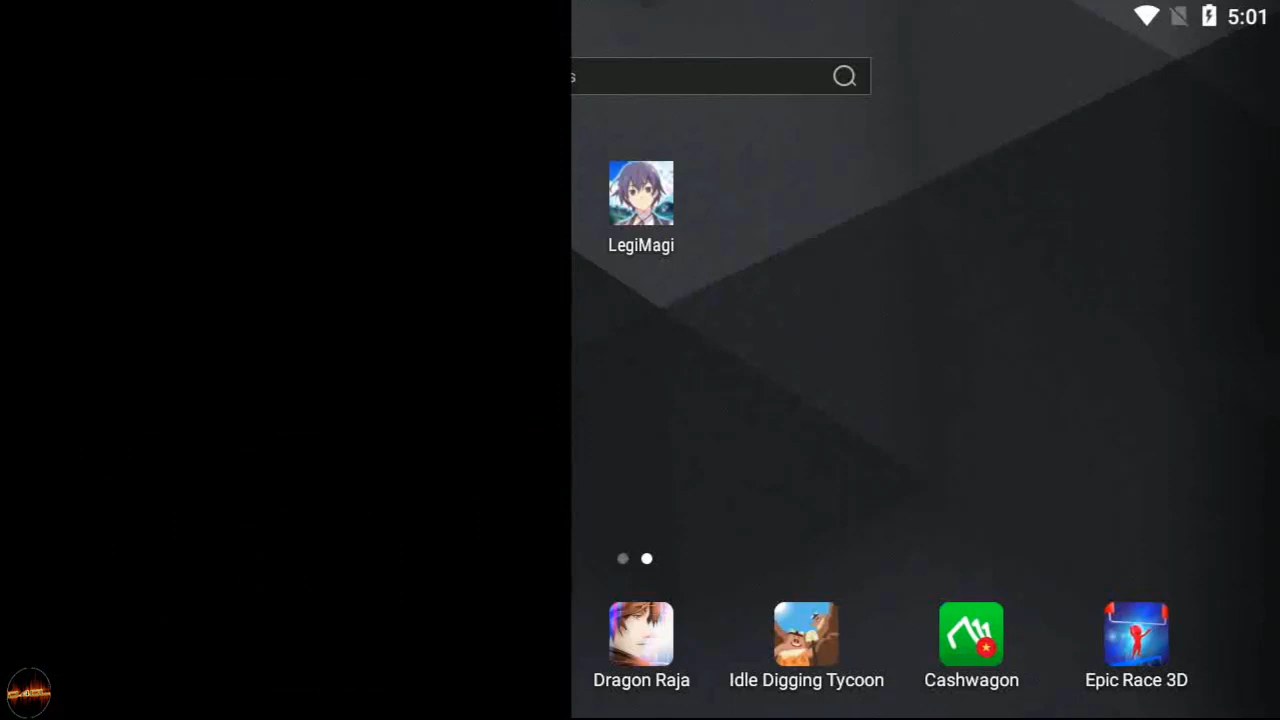 5:01
s
LegiMagi
Dragon Raja
Idle Digging Tycoon
Cashwagon
Epic Race 3D